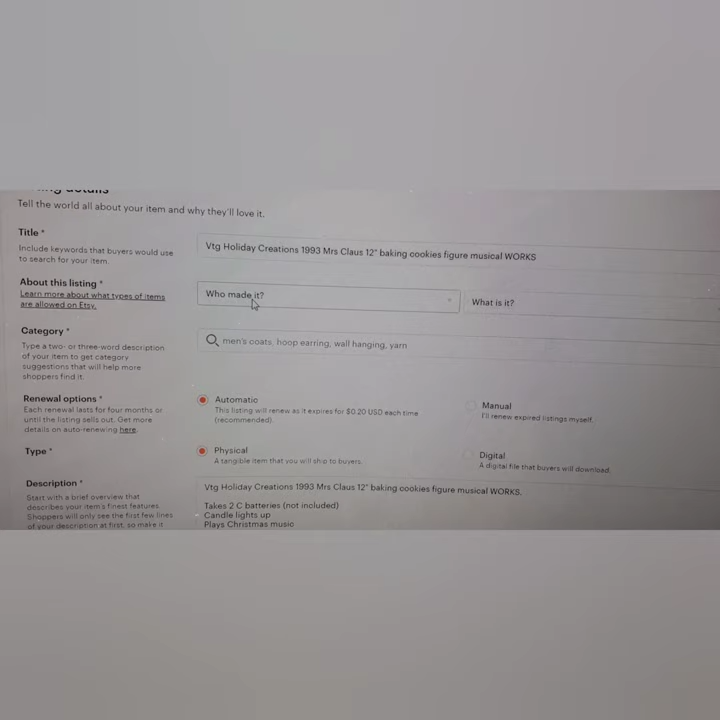 Tell the world all about your item and why they'll love it.
Title *
Include keywords that buyers would use
to search for your item.
Vtg Holiday Creations 1993 Mrs Claus 12" baking cookies figure musical WORKS
About this listing *
Learn more about what types of items
are allowed on Etsy.
Who made it?
What is it?
Category *
Type a two- or three-word description
of your item to get category
suggestions that will help more
shoppers find it.
men's coats, hoop earring, wall hanging, yarn
Renewal options *
Each renewal lasts for four months or
until the listing sells out. Get more
details on auto-renewing here.
Automatic
This listing will renew as it expires for $0.20 USD each time
(recommended).
Manual
I'll renew expired listings myself.
Type *
Physical
A tangible item that you will ship to buyers.
Digital
A digital file that buyers will download.
Description *
Start with a brief overview that
describes your item's finest features.
Shoppers will only see the first few lines
of your description at first, so make it
Vtg Holiday Creations 1993 Mrs Claus 12" baking cookies figure musical WORKS.
Takes 2 C batteries (not included)
Candle lights up
Plays Christmas music